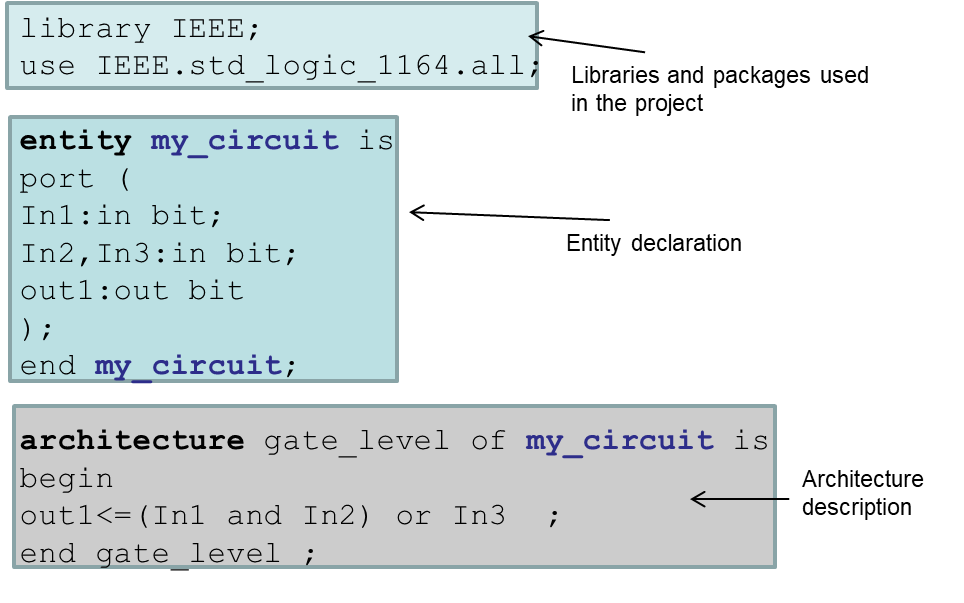 library IEEE;
use IEEE.std_logic_1164.all;
Libraries and packages used
in the project
entity my_circuit is
port (
In1:in bit;
In2,In3:in bit;
out1:out bit
);
end my_circuit;
Entity declaration
architecture gate_level of my_circuit is
begin
out1<=(In1 and In2) or In3  ;
end gate_level ;
Architecture
description